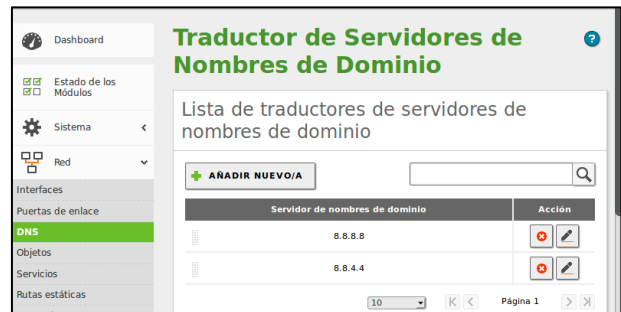 Dashboard
Estado de los
Módulos
Sistema
Red
Interfaces
Puertas de enlace
DNS
Objetos
Servicios
Rutas estáticas
Traductor de Servidores de
Nombres de Dominio
?
Lista de traductores de servidores de
nombres de dominio
AÑADIR NUEVO/A
Servidor de nombres de dominio Acción
8.8.8.8
8.8.4.4
10 Página 1